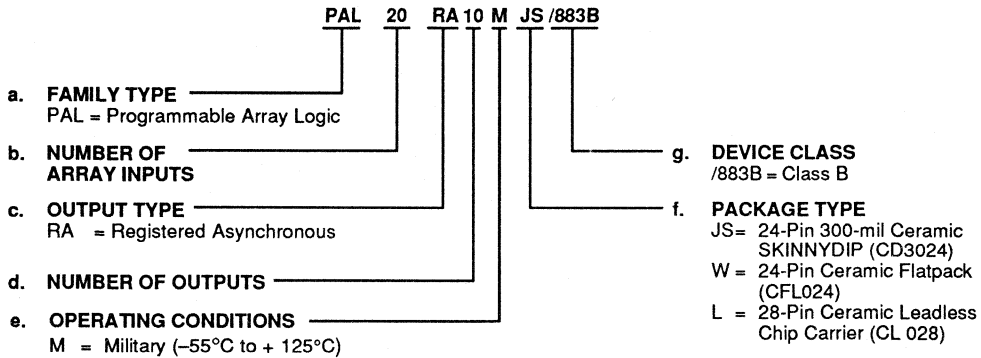 PAL 20 RA 10 M JS /883B
a. FAMILY TYPE
PAL = Programmable Array Logic
b. NUMBER OF
ARRAY INPUTS
c. OUTPUT TYPE
RA = Registered Asynchronous
d. NUMBER OF OUTPUTS
e. OPERATING CONDITIONS
M = Military (–55°C to + 125°C)
g. DEVICE CLASS
/883B = Class B
f. PACKAGE TYPE
JS= 24-Pin 300-mil Ceramic
SKINNYDIP (CD3024)
W = 24-Pin Ceramic Flatpack
(CFL024)
L = 28-Pin Ceramic Leadless
Chip Carrier (CL 028)